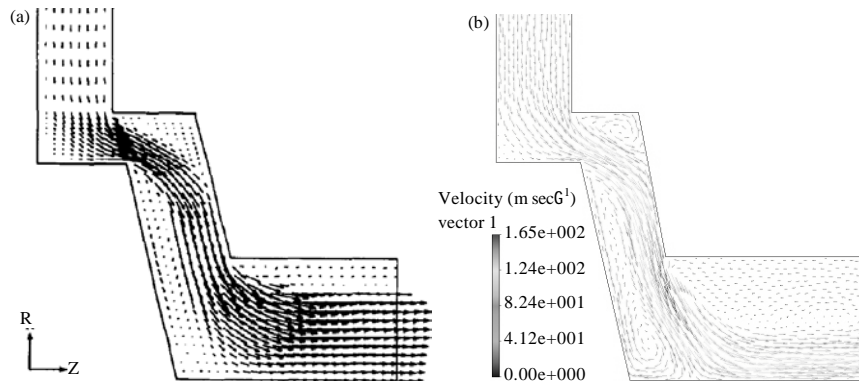 (a)
R
Z
(b)
Velocity (m secG¹)
vector 1
1.65e+002
1.24e+002
8.24e+001
4.12e+001
0.00e+000